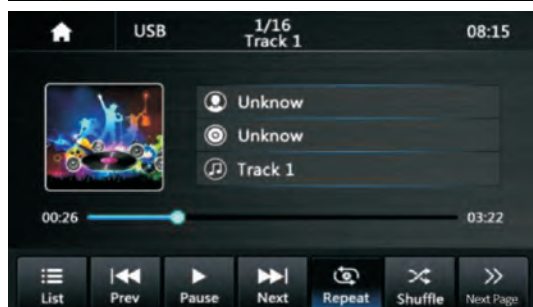 USB 1/16 08:15
Track 1
Unknow
Unknow
Track 1
00:26 03:22
List Prev Pause Next Repeat Shuffle Next Page